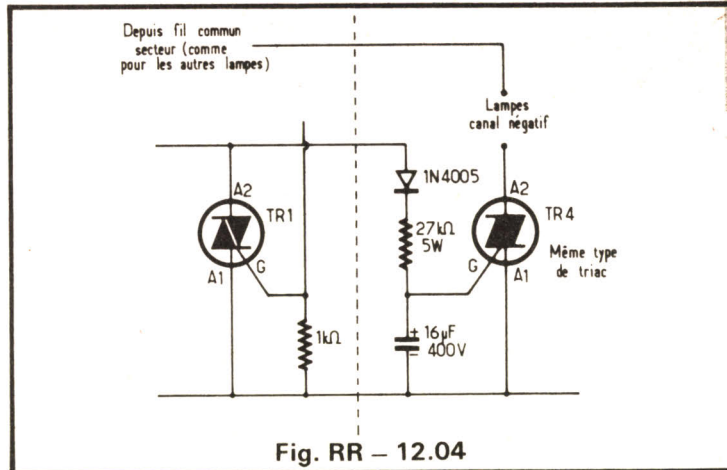 Depuis fil commun
secteur (comme
pour les autres lampes)
Lampes
canal négatif
1N4005
A2
TR1
A1
G
1kΩ
27kΩ
5W
A2
TR4
G
A1
Même type
de triac
+ 16µF
– 400V
Fig. RR – 12.04